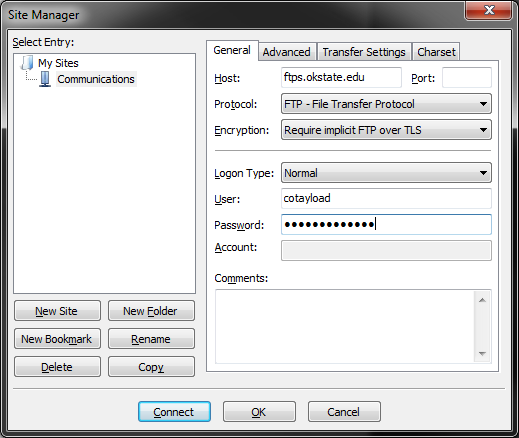 Site Manager
Select Entry:
My Sites
Communications
New Site
New Folder
New Bookmark
Rename
Delete
Copy
General
Advanced
Transfer Settings
Charset
Host:
ftps.okstate.edu
Port:
Protocol:
FTP - File Transfer Protocol
Encryption:
Require implicit FTP over TLS
Logon Type:
Normal
User:
cotayload
Password:
●●●●●●●●●●●●●
Account:
Comments:
Connect
OK
Cancel